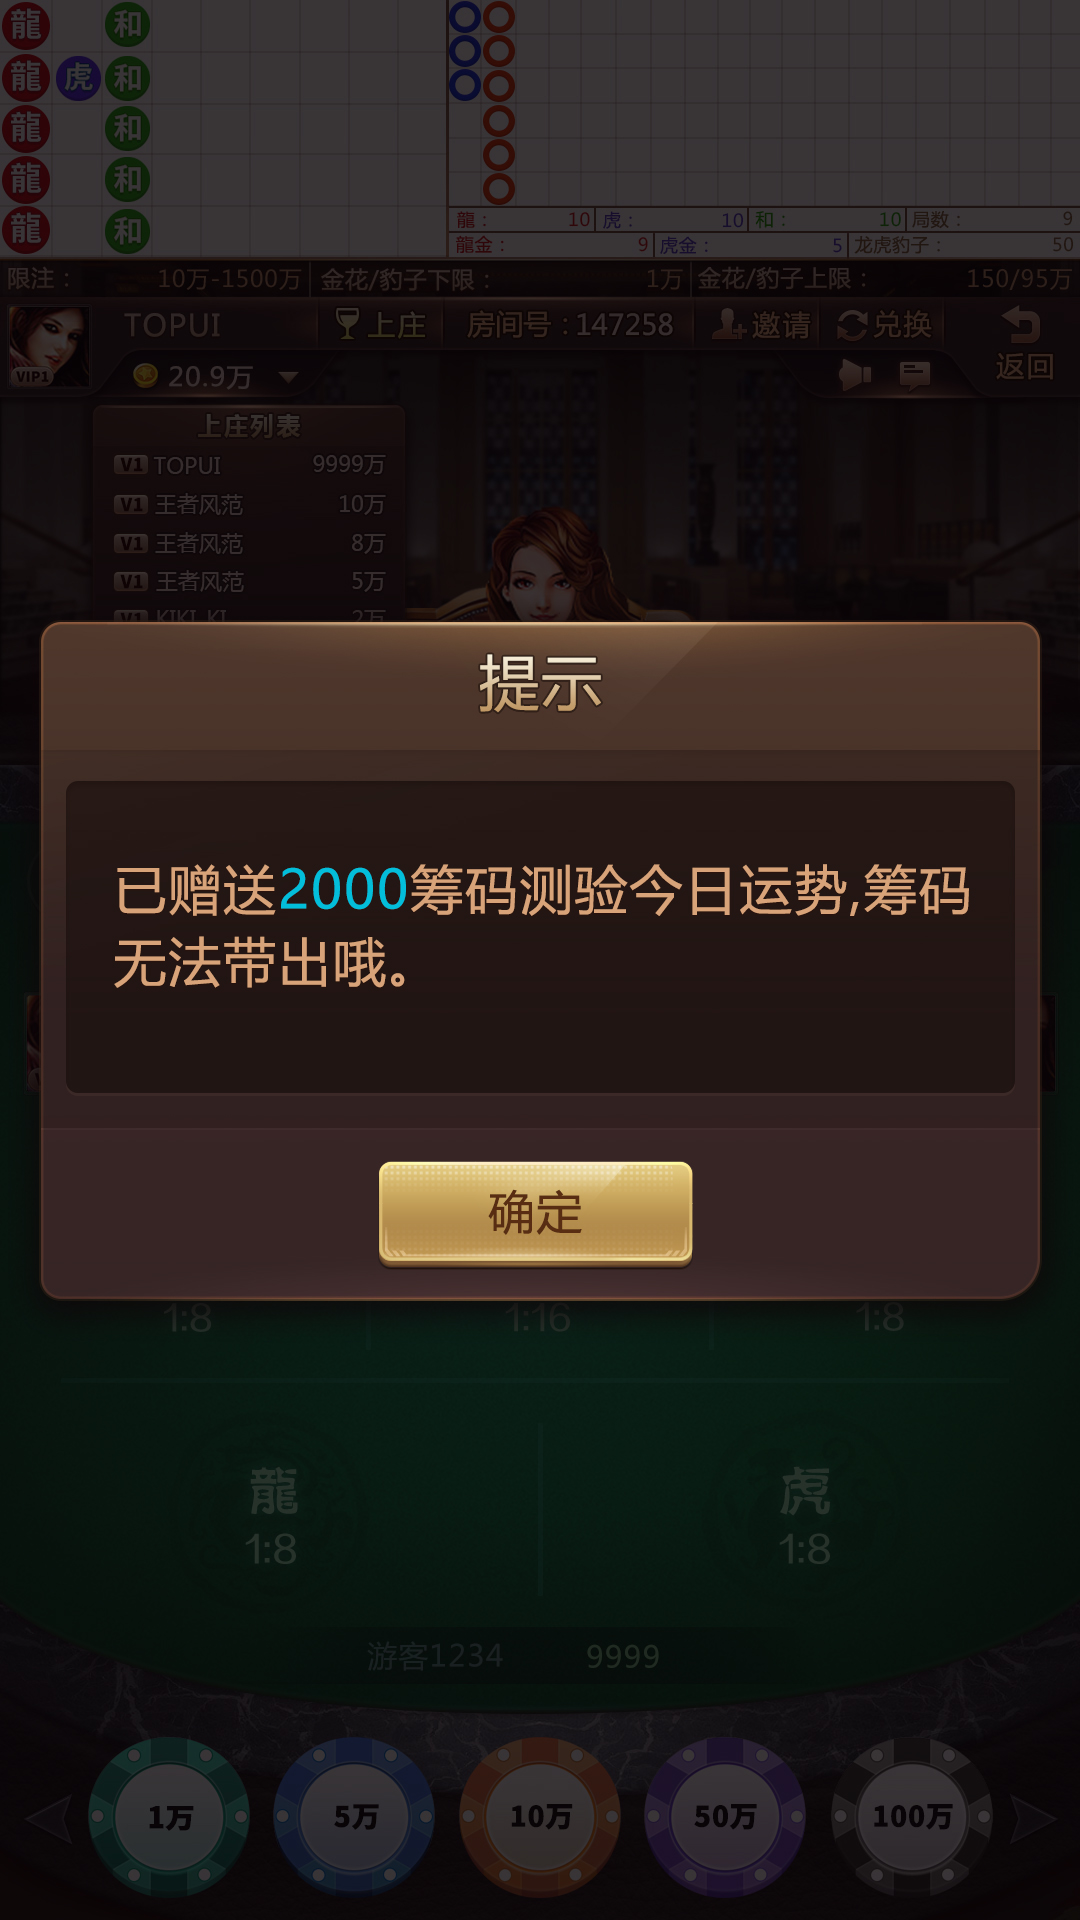 龍 和
龍 虎 和
龍 和
龍 和
龍 和
龍： 10 虎： 10 和： 10 局数： 9
龍金： 9 虎金： 5 龙虎豹子： 50
限注： 10万-1500万 金花/豹子下限： 1万 金花/豹子上限： 150/95万
TOPUI 上庄 房间号：147258 邀请 兑换
返回
VIP1 20.9万
上庄列表
V1 TOPUI 9999万
V1 王者风范 10万
V1 王者风范 8万
V1 王者风范 5万
V1 KIKI_KI 2万
提示
已赠送2000筹码测验今日运势,筹码
无法带出哦。
确定
1:8 1:16 1:8
龍 虎
1:8 1:8
游客1234 9999
1万 5万 10万 50万 100万